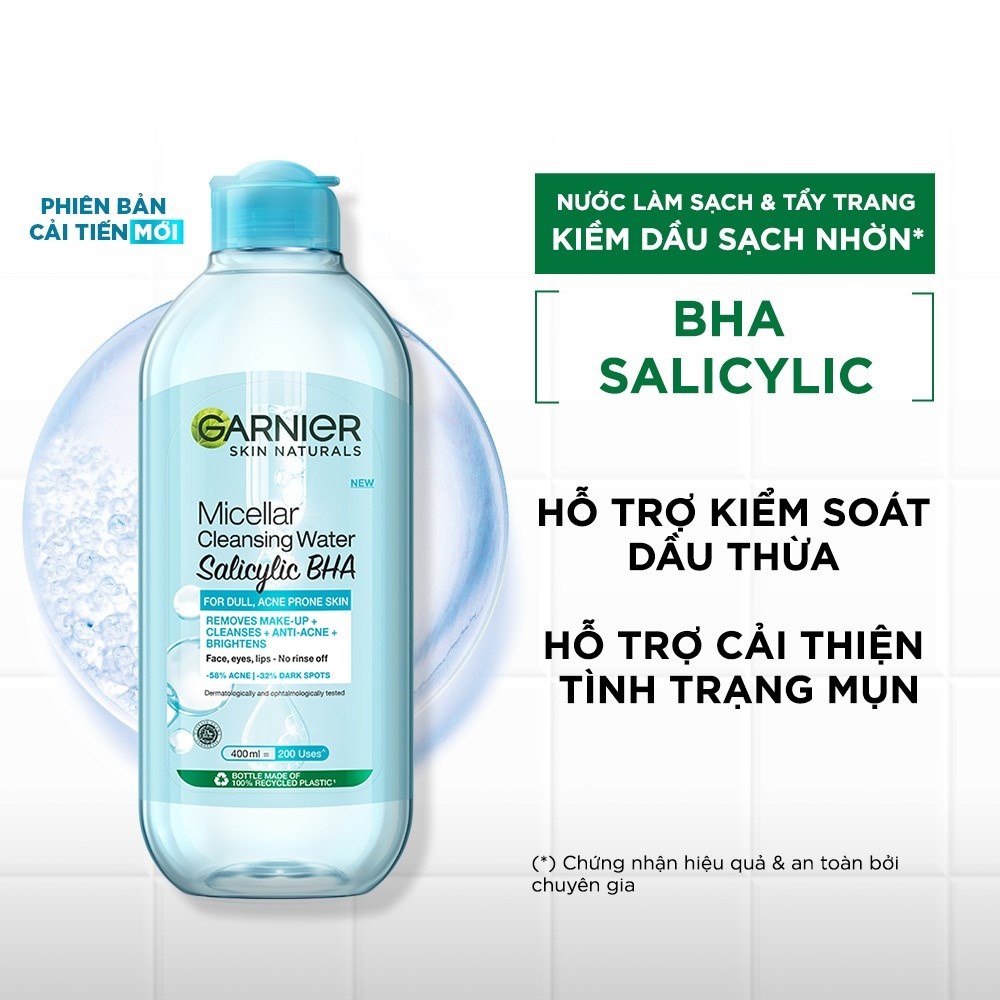 PHIÊN BẢN
CẢI TIẾN MỚI
GARNIER
SKIN NATURALS
NEW
Micellar
Cleansing Water
Salicylic BHA
FOR DULL, ACNE PRONE SKIN
REMOVES MAKE-UP +
CLEANSES + ANTI-ACNE +
BRIGHTENS
Face, eyes, lips - No rinse off
-58% ACNE | -32% DARK SPOTS
Dermatologically and ophtalmologically tested
400ml = 200 Uses^
BOTTLE MADE OF
100% RECYCLED PLASTIC¹
NƯỚC LÀM SẠCH & TẨY TRANG
KIỀM DẦU SẠCH NHỜN*
BHA
SALICYLIC
HỖ TRỢ KIỂM SOÁT
DẦU THỪA
HỖ TRỢ CẢI THIỆN
TÌNH TRẠNG MỤN
(*) Chứng nhận hiệu quả & an toàn bởi
chuyên gia